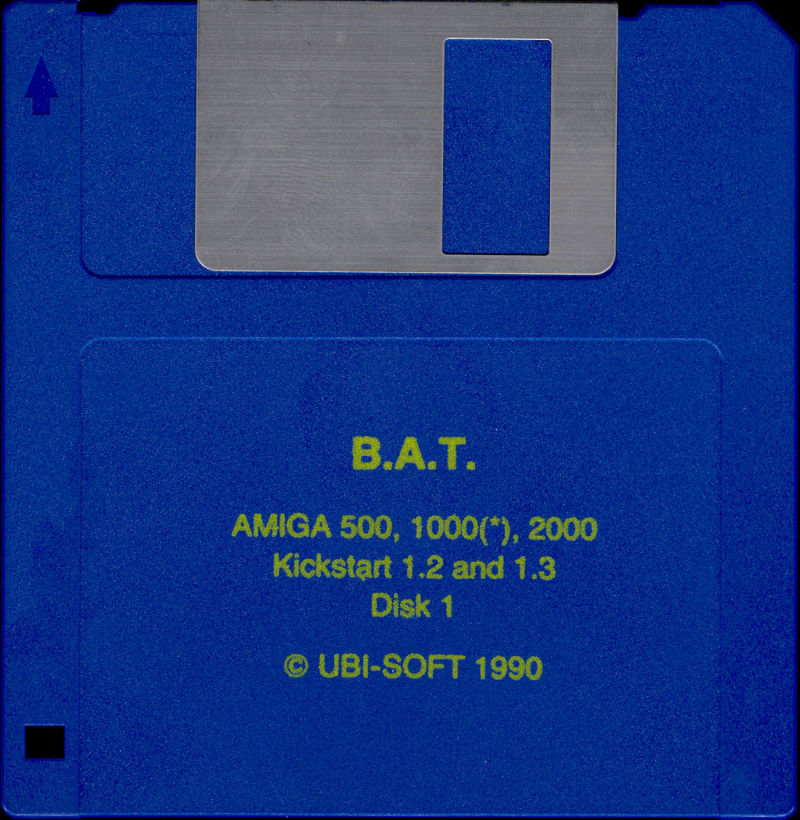 B.A.T.
AMIGA 500, 1000(*), 2000
Kickstart 1.2 and 1.3
Disk 1
© UBI-SOFT 1990